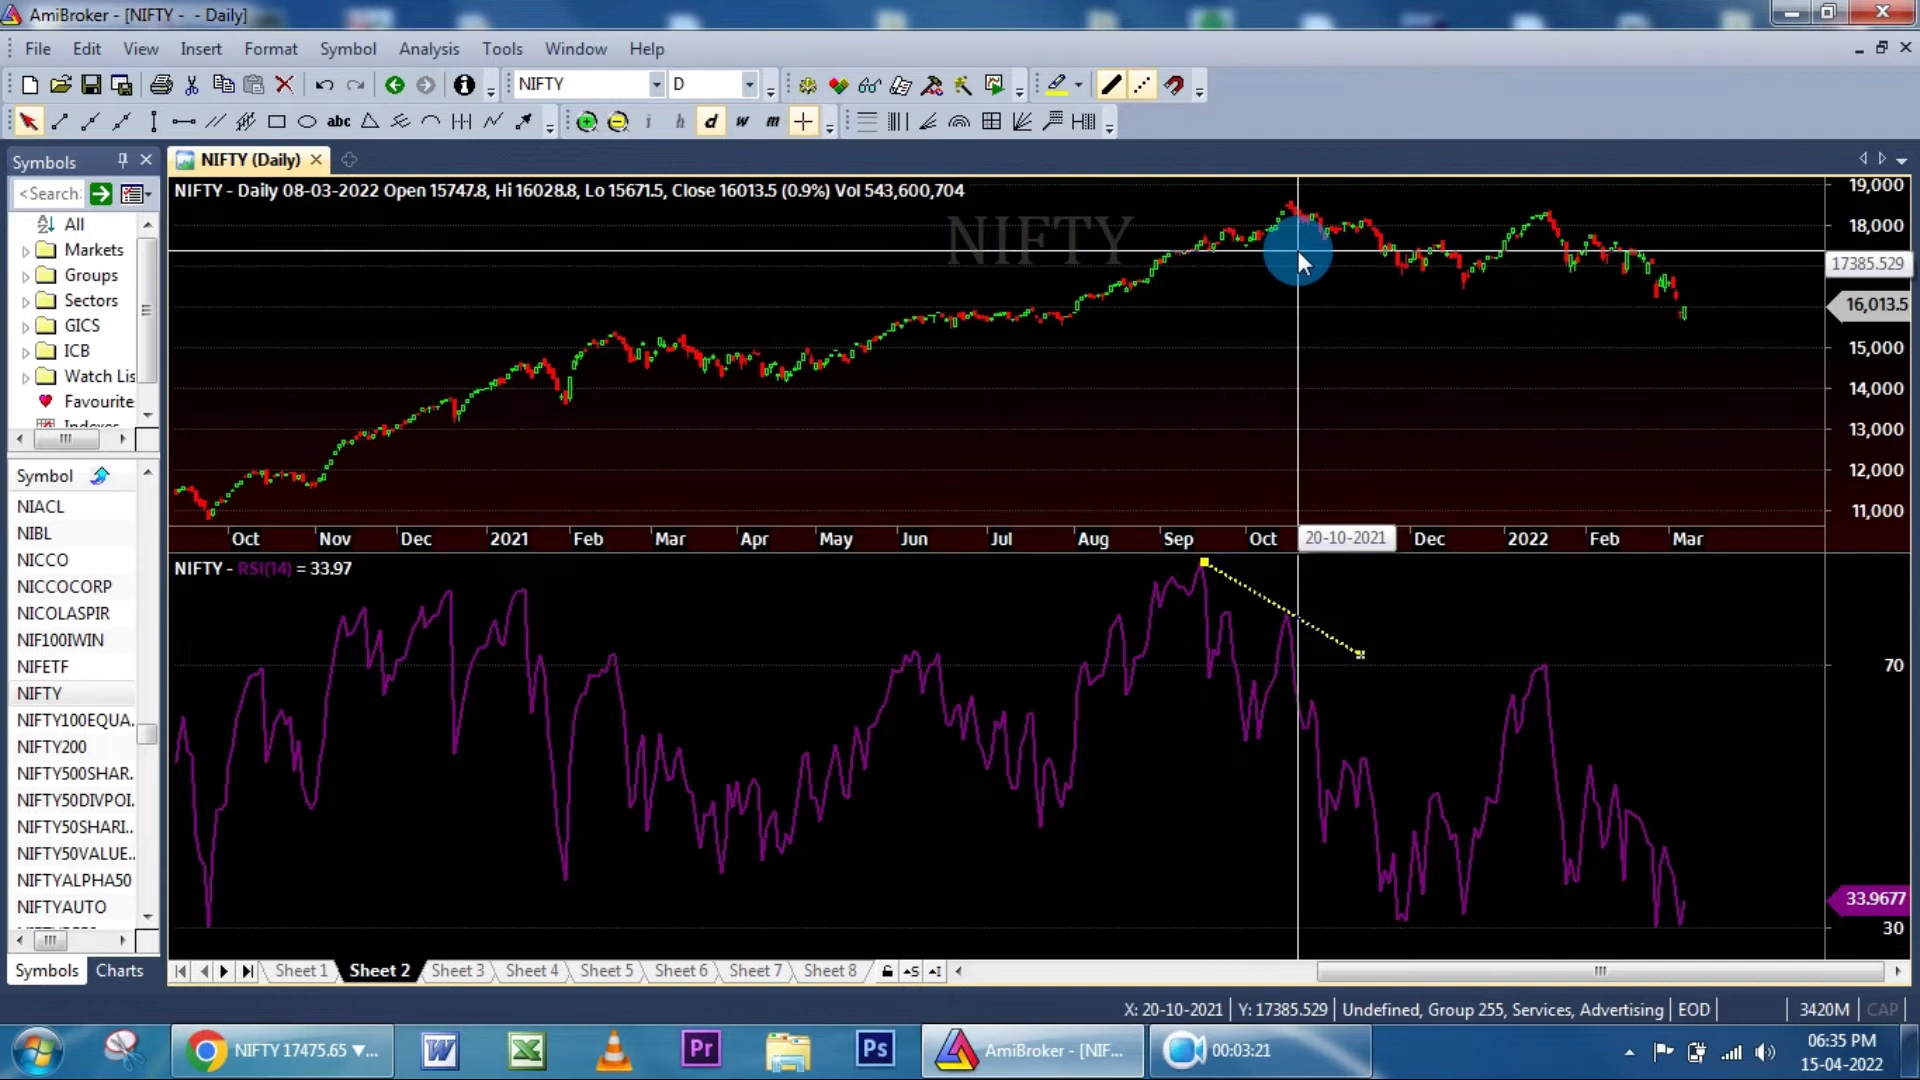 AmiBroker - [NIFTY - - Daily]
File Edit View Insert Format Symbol Analysis Tools Window Help
NIFTY D
abc i h d w m
Symbols
NIFTY (Daily)
<Search:
All
Markets
Groups
Sectors
GICS
ICB
Watch Lis
Favourite
NIFTY - Daily 08-03-2022 Open 15747.8, Hi 16028.8, Lo 15671.5, Close 16013.5 (0.9%) Vol 543,600,704
NIFTY
19,000
18,000
17385.529
16,013.5
15,000
14,000
13,000
12,000
11,000
Oct Nov Dec 2021 Feb Mar Apr May Jun Jul Aug Sep Oct 20-10-2021 Dec 2022 Feb Mar
Symbol
NIACL
NIBL
NICCO
NICCOCORP
NICOLASPIR
NIF100IWIN
NIFETF
NIFTY
NIFTY100EQUA..
NIFTY200
NIFTY500SHAR..
NIFTY50DIVPOI..
NIFTY50SHARI..
NIFTY50VALUE..
NIFTYALPHA50
NIFTYAUTO
NIFTY - RSI(14) = 33.97
70
33.9677
30
Symbols Charts
Sheet 1 Sheet 2 Sheet 3 Sheet 4 Sheet 5 Sheet 6 Sheet 7 Sheet 8
X: 20-10-2021 Y: 17385.529 Undefined, Group 255, Services, Advertising EOD 3420M CAP
NIFTY 17475.65 ▼...
W
X
Pr
Ps
AmiBroker - [NIF...
00:03:21
06:35 PM
15-04-2022